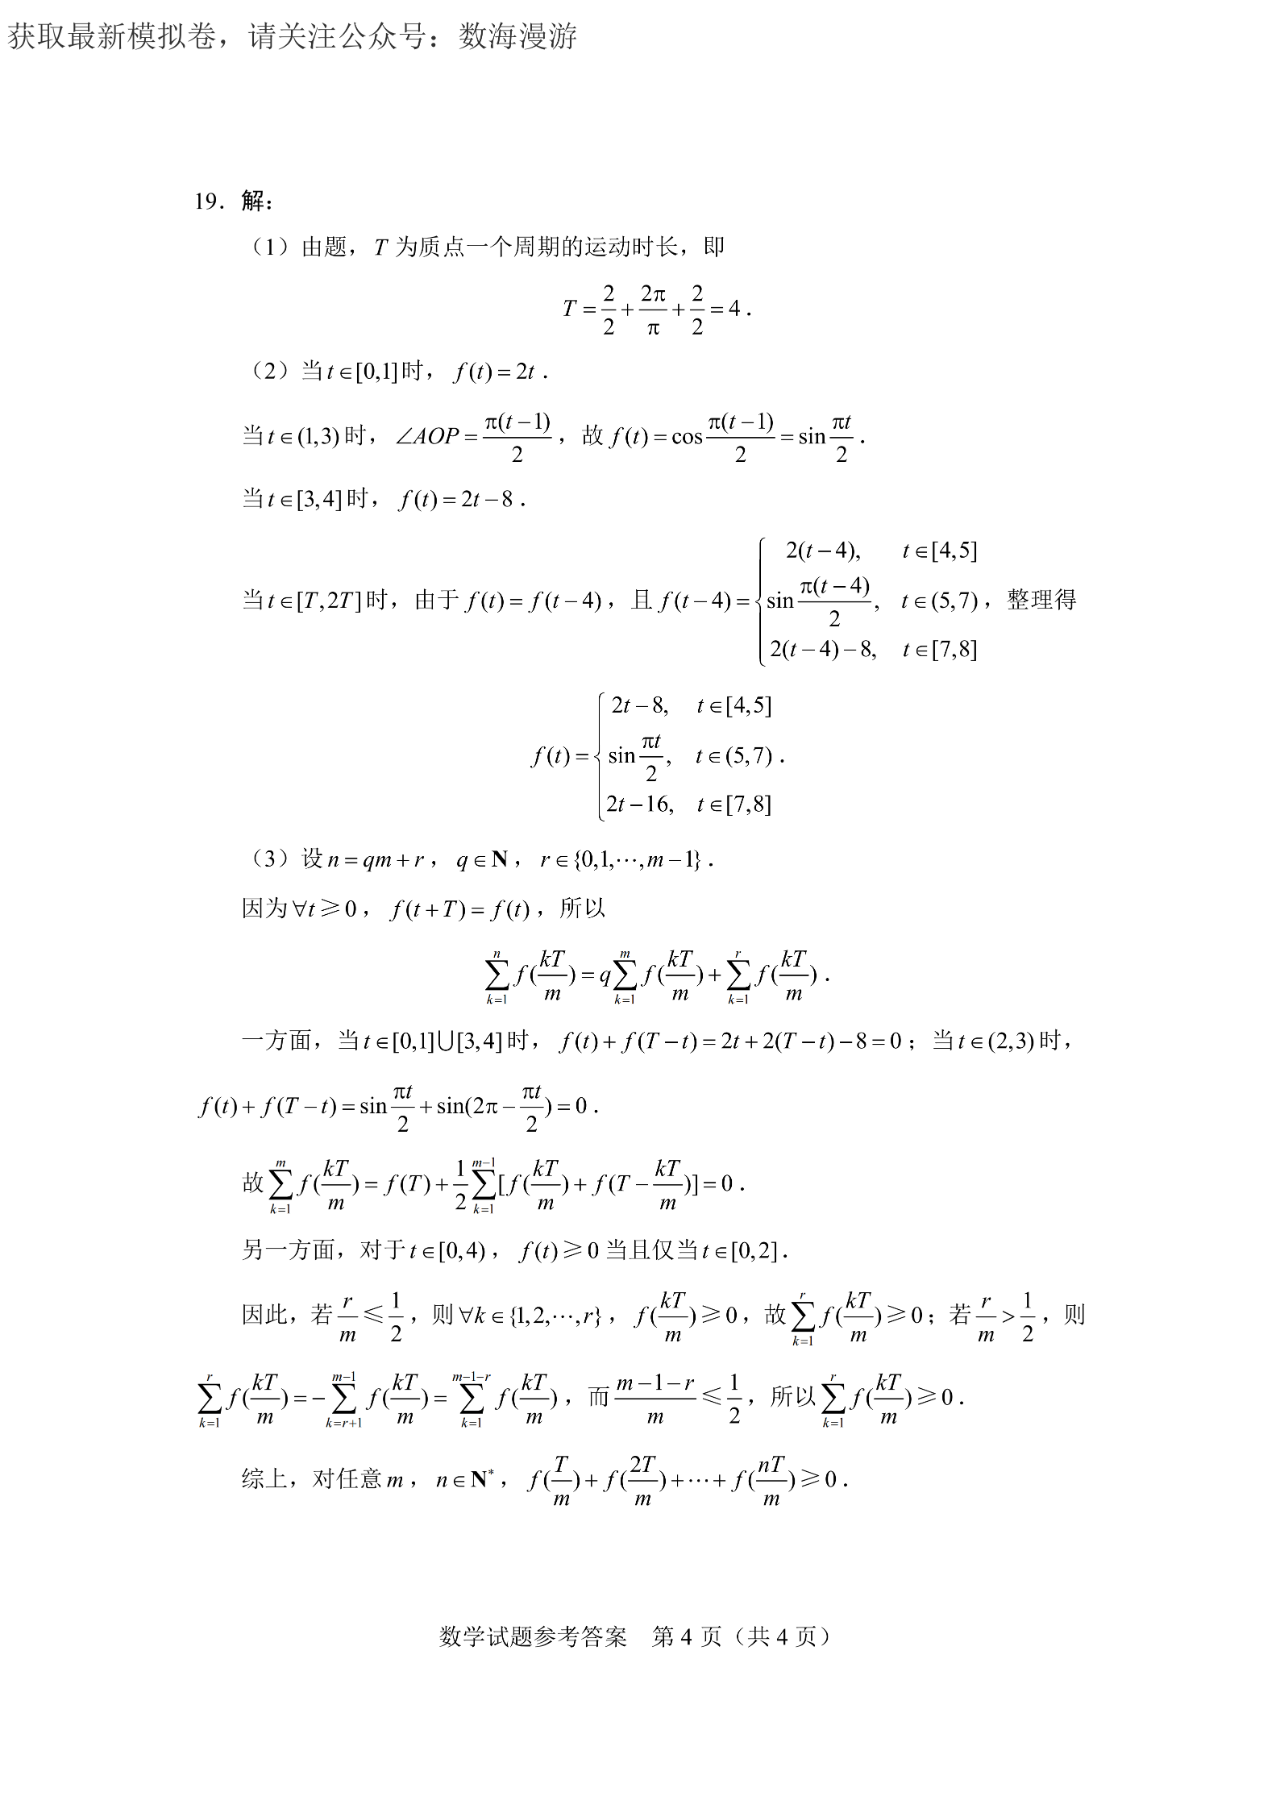 获取最新模拟卷，请关注公众号：数海漫游
19．解：
（1）由题，T 为质点一个周期的运动时长，即
T = 2/2 + 2π/π + 2/2 = 4．
（2）当 t∈[0,1]时，f(t) = 2t．
当 t∈(1,3) 时，∠AOP = π(t−1)/2，故 f(t) = cos π(t−1)/2 = sin πt/2．
当 t∈[3,4]时，f(t) = 2t−8．
当 t∈[T,2T]时，由于 f(t) = f(t−4)，且 f(t−4) = { 2(t−4), t∈[4,5]; sin π(t−4)/2, t∈(5,7); 2(t−4)−8, t∈[7,8]，整理得
f(t) = { 2t−8, t∈[4,5]; sin πt/2, t∈(5,7); 2t−16, t∈[7,8]．
（3）设 n = qm + r，q∈N，r∈{0,1,⋯,m−1}．
因为 ∀t≥0，f(t+T) = f(t)，所以
∑_{k=1}^{n} f(kT/m) = q∑_{k=1}^{m} f(kT/m) + ∑_{k=1}^{r} f(kT/m)．
一方面，当 t∈[0,1]∪[3,4]时，f(t) + f(T−t) = 2t + 2(T−t) − 8 = 0；当 t∈(2,3) 时，
f(t) + f(T−t) = sin πt/2 + sin(2π − πt/2) = 0．
故 ∑_{k=1}^{m} f(kT/m) = f(T) + 1/2 ∑_{k=1}^{m−1} [f(kT/m) + f(T − kT/m)] = 0．
另一方面，对于 t∈[0,4)，f(t)≥0 当且仅当 t∈[0,2]．
因此，若 r/m ≤ 1/2，则 ∀k∈{1,2,⋯,r}，f(kT/m)≥0，故 ∑_{k=1}^{r} f(kT/m)≥0；若 r/m > 1/2，则
∑_{k=1}^{r} f(kT/m) = −∑_{k=r+1}^{m−1} f(kT/m) = ∑_{k=1}^{m−1−r} f(kT/m)，而 (m−1−r)/m ≤ 1/2，所以 ∑_{k=1}^{r} f(kT/m)≥0．
综上，对任意 m，n∈N*，f(T/m) + f(2T/m) + ⋯ + f(nT/m)≥0．
数学试题参考答案 第 4 页（共 4 页）